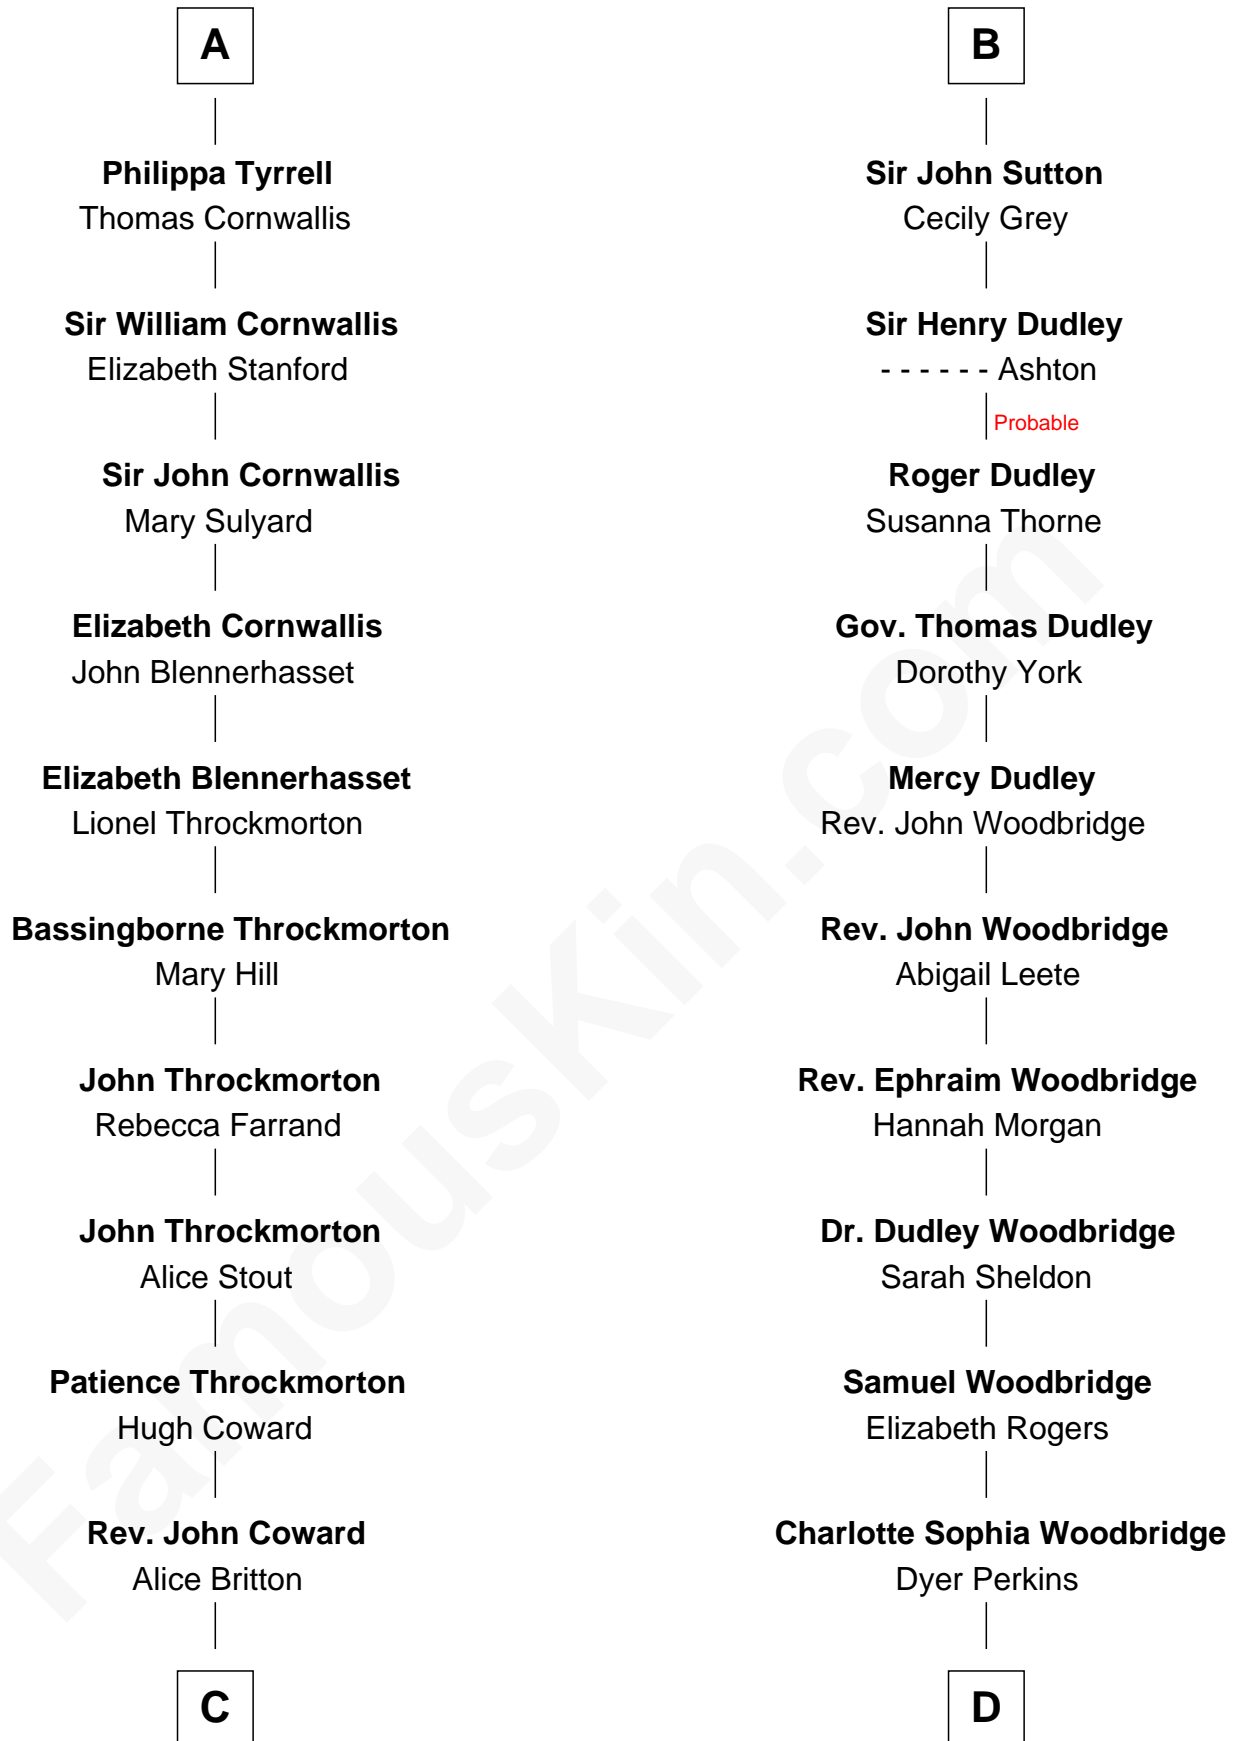 A
Philippa Tyrrell
Thomas Cornwallis
Sir William Cornwallis
Elizabeth Stanford
Sir John Cornwallis
Mary Sulyard
Elizabeth Cornwallis
John Blennerhasset
Elizabeth Blennerhasset
Lionel Throckmorton
Bassingborne Throckmorton
Mary Hill
John Throckmorton
Rebecca Farrand
John Throckmorton
Alice Stout
Patience Throckmorton
Hugh Coward
Rev. John Coward
Alice Britton
C
B
Sir John Sutton
Cecily Grey
Sir Henry Dudley
- - - - - - Ashton
Probable
Roger Dudley
Susanna Thorne
Gov. Thomas Dudley
Dorothy York
Mercy Dudley
Rev. John Woodbridge
Rev. John Woodbridge
Abigail Leete
Rev. Ephraim Woodbridge
Hannah Morgan
Dr. Dudley Woodbridge
Sarah Sheldon
Samuel Woodbridge
Elizabeth Rogers
Charlotte Sophia Woodbridge
Dyer Perkins
D
FamousKin.com